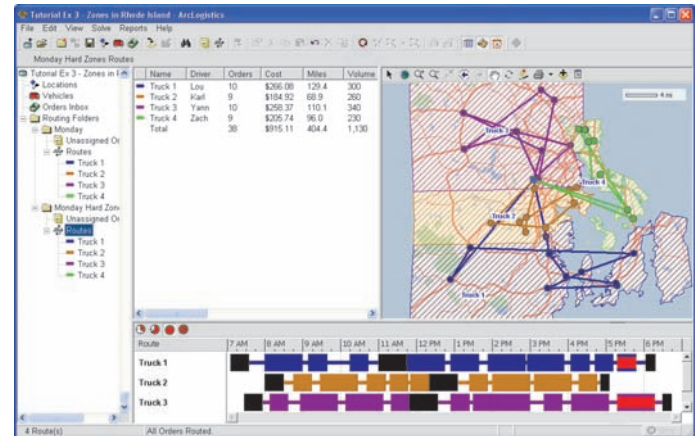 Tutorial Ex 3 - Zones in Rhode Island - ArcLogistics
File Edit View Solve Reports Help
Monday Hard Zones Routes
Tutorial Ex 3 - Zones in
Locations
Vehicles
Orders Inbox
Routing Folders
Monday
Unassigned Or
Routes
Truck 1
Truck 2
Truck 3
Truck 4
Monday Hard Zone
Unassigned Or
Routes
Truck 1
Truck 2
Truck 3
Truck 4
Name Driver Orders Cost Miles Volume
Truck 1 Lou 10 $266.08 129.4 300
Truck 2 Karl 9 $184.92 68.9 260
Truck 3 Yann 10 $258.37 110.1 340
Truck 4 Zach 9 $205.74 96.0 230
Total 38 $915.11 404.4 1,130
4 mi
Truck 3
Truck 4
Truck 2
Truck 1
Route 7 AM 8 AM 9 AM 10 AM 11 AM 12 PM 1 PM 2 PM 3 PM 4 PM 5 PM 6 PM
Truck 1
Truck 2
Truck 3
4 Route(s) All Orders Routed.